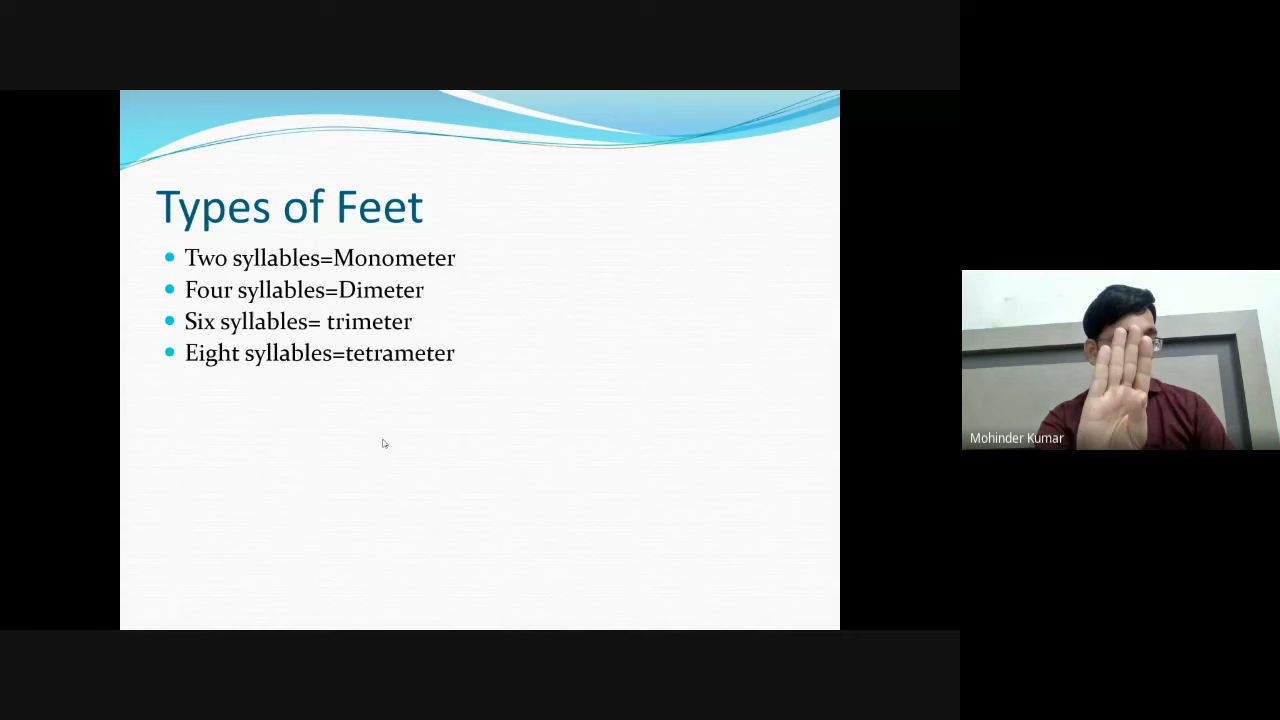 Types of Feet
Two syllables=Monometer
Four syllables=Dimeter
Six syllables= trimeter
Eight syllables=tetrameter
Mohinder Kumar